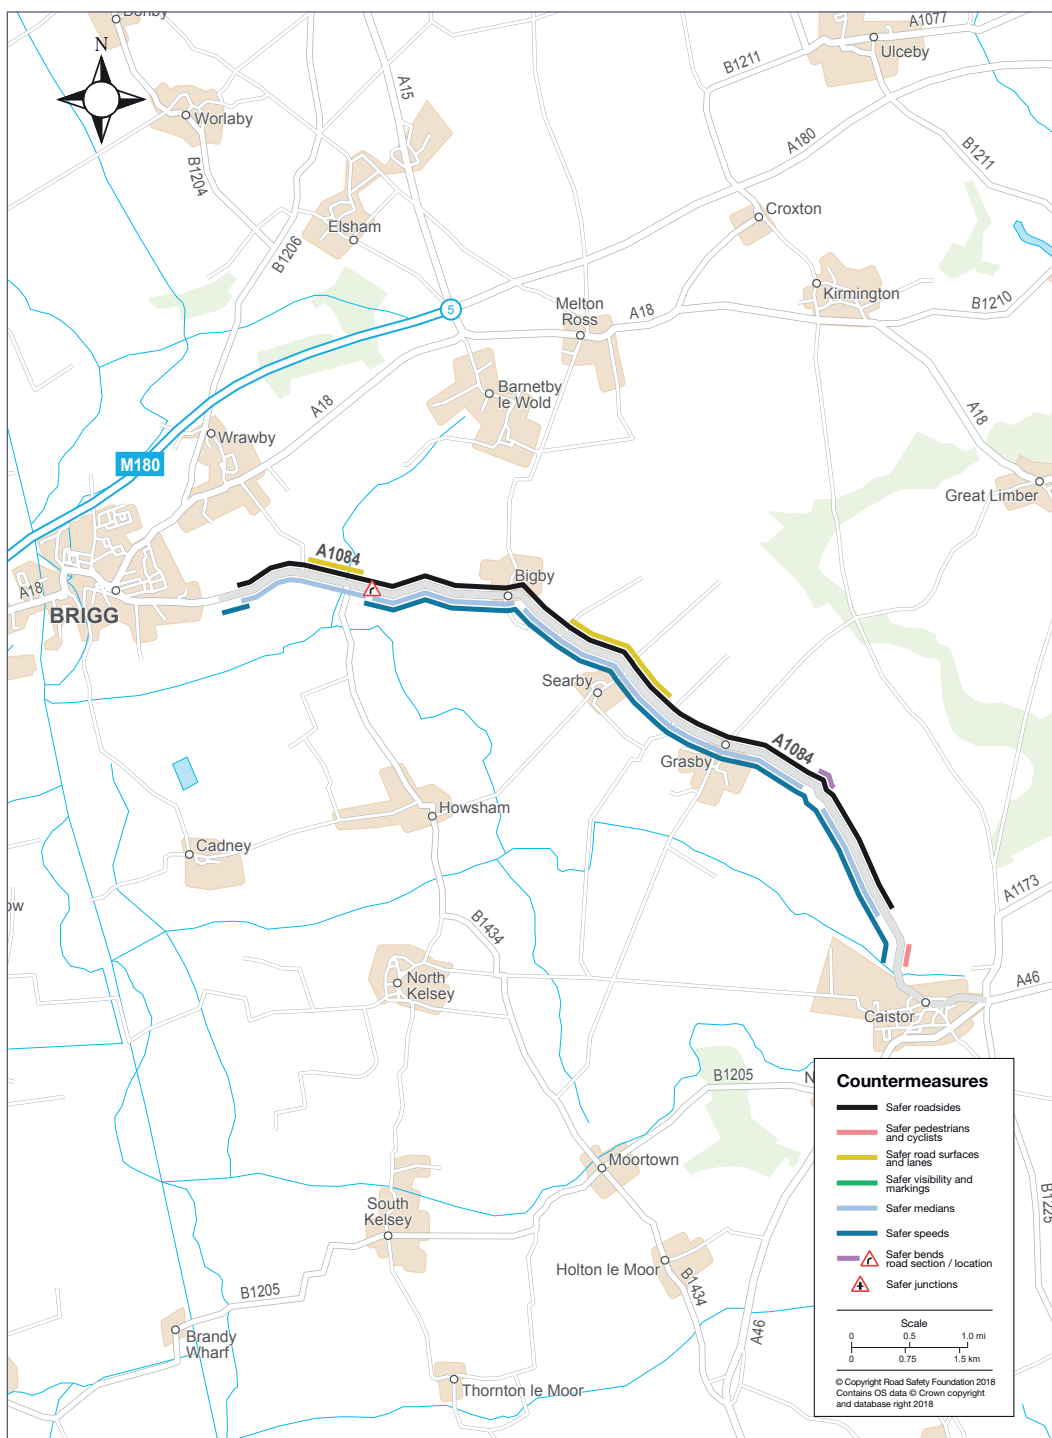 Bonby
A1077
Ulceby
N
B1211
A15
Worlaby
A180
B1211
B1204
Croxton
Elsham
B1206
Kirmington
Melton
Ross
5
A18
B1210
Barnetby
le Wold
A18
A18
Wrawby
M180
Great Limber
A1084
Bigby
A18
BRIGG
Searby
A1084
Grasby
Howsham
Cadney
A1173
ow
B1434
North
Kelsey
A46
Caistor
B1205
N
Countermeasures
Safer roadsides
Safer pedestrians
and cyclists
Safer road surfaces
and lanes
Safer visibility and
markings
Safer medians
Safer speeds
Safer bends
road section / location
Safer junctions
Scale
0 0.5 1.0 mi
0 0.75 1.5 km
© Copyright Road Safety Foundation 2018
Contains OS data © Crown copyright
and database right 2018
Moortown
B1225
South
Kelsey
Holton le Moor
B1434
B1205
A46
Brandy
Wharf
Thornton le Moor